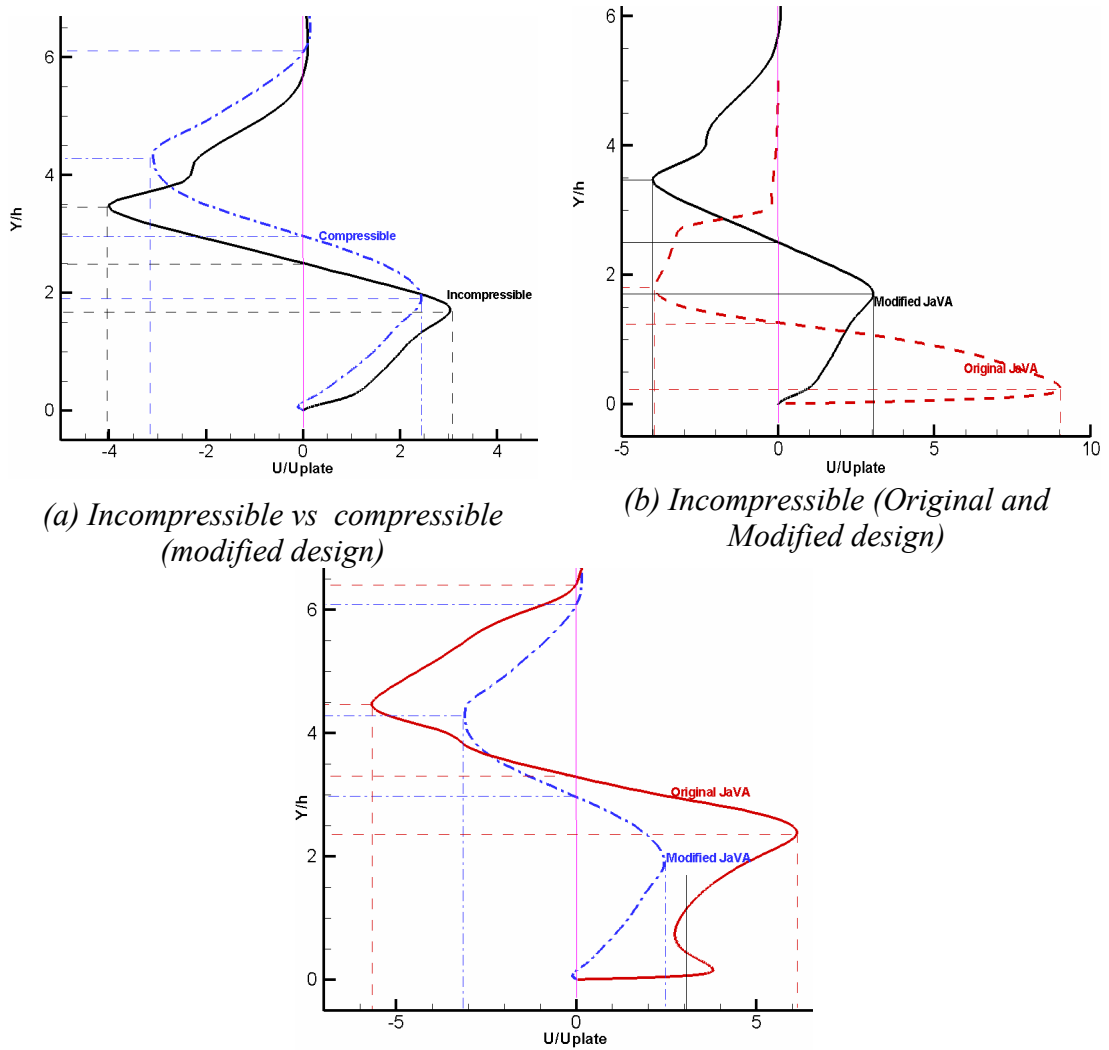 6
4
2
0
Y/h
Compressible
Incompressible
-4
-2
0
2
4
U/Uplate
(a) Incompressible vs compressible
(modified design)
6
4
2
0
Y/h
Modified JaVA
Original JaVA
-5
0
5
10
U/Uplate
(b) Incompressible (Original and
Modified design)
6
4
2
0
Y/h
Original JaVA
Modified JaVA
-5
0
5
U/Uplate